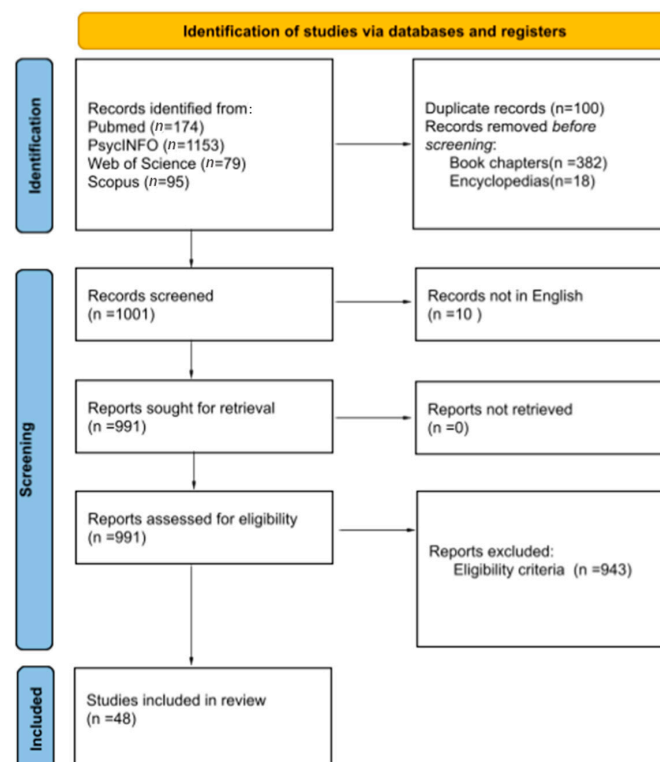 Identification of studies via databases and registers
Identification
Records identified from:
Pubmed (n=174)
PsycINFO (n=1153)
Web of Science (n=79)
Scopus (n=95)
Duplicate records (n=100)
Records removed before
screening:
Book chapters(n =382)
Encyclopedias(n=18)
Screening
Records screened
(n =1001)
Records not in English
(n =10 )
Reports sought for retrieval
(n =991)
Reports not retrieved
(n =0)
Reports assessed for eligibility
(n =991)
Reports excluded:
Eligibility criteria (n =943)
Included
Studies included in review
(n =48)